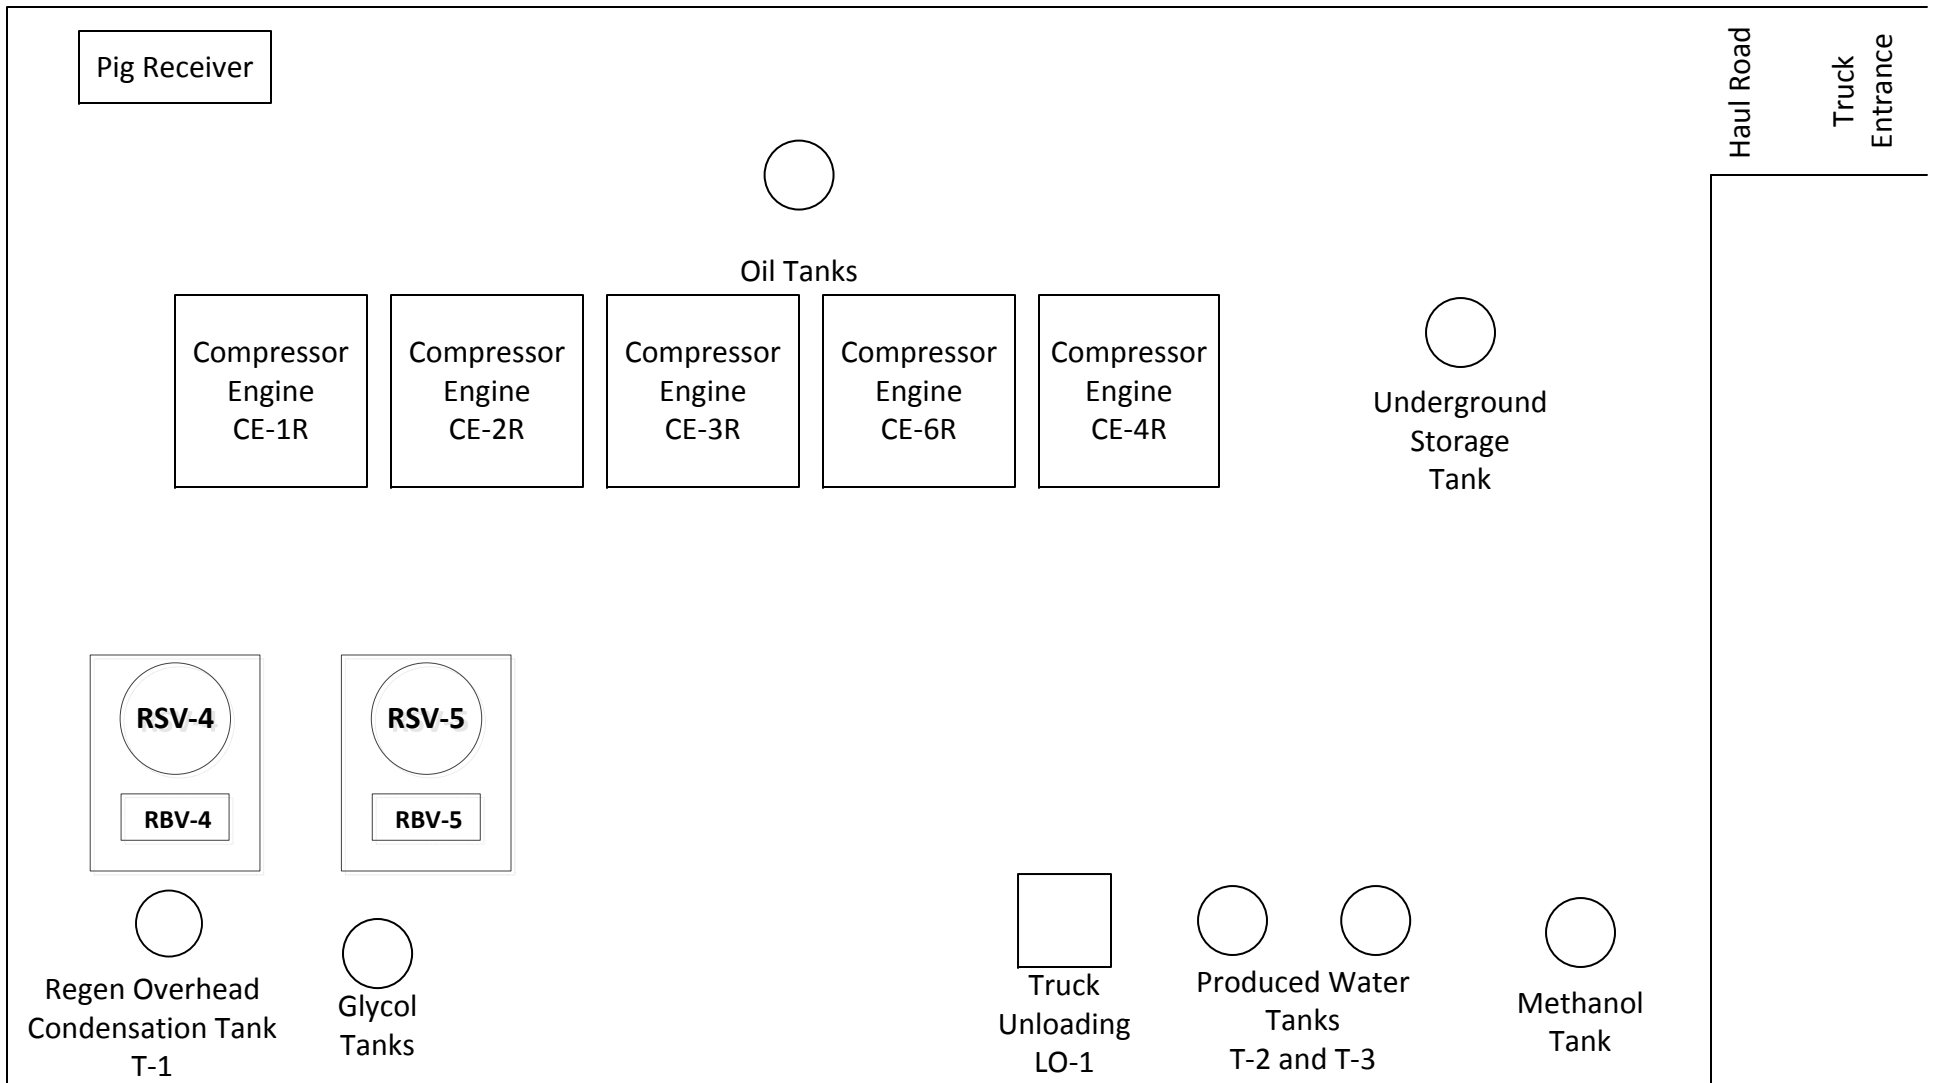 Pig Receiver
Haul Road
Truck
Entrance
Oil Tanks
Compressor
Engine
CE-1R
Compressor
Engine
CE-2R
Compressor
Engine
CE-3R
Compressor
Engine
CE-6R
Compressor
Engine
CE-4R
Underground
Storage
Tank
RSV-4
RBV-4
RSV-5
RBV-5
Regen Overhead
Condensation Tank
T-1
Glycol
Tanks
Truck
Unloading
LO-1
Produced Water
Tanks
T-2 and T-3
Methanol
Tank